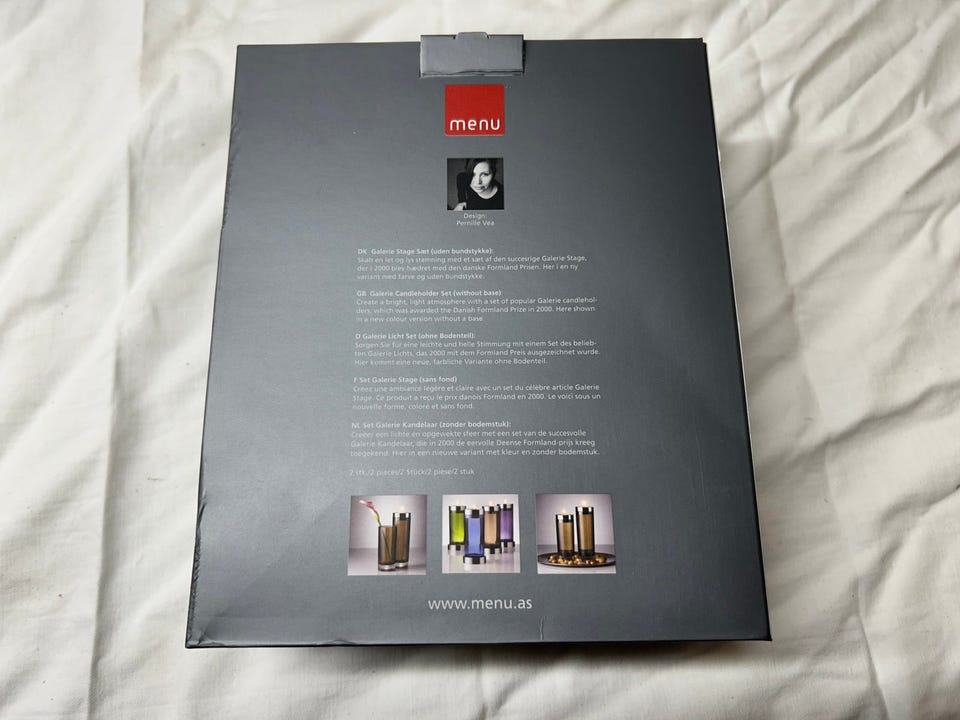 menu
Design:
Pernille Vea
DK Galerie Stage Sæt (uden bundstykke):
Skab en let og lys stemning med et sæt af den succesrige Galerie Stage,
der i 2000 blev hædret med den danske Formland Prisen. Her i en ny
variant med farve og uden bundstykke.
GB Galerie Candleholder Set (without base)
Create a bright, light atmosphere with a set of popular Galerie candlehol-
ders, which was awarded the Danish Formland Prize in 2000. Here shown
in a new colour version without a base.
D Galerie Licht Set (ohne Bodenteil):
Sorgen Sie für eine leichte und helle Stimmung mit einem Set des belieb-
ten Galerie Lichts, das 2000 mit dem Formland Preis ausgezeichnet wurde.
Hier kommt eine neue, farbliche Variante ohne Bodenteil.
F Set Galerie Stage (sans fond)
Créez une ambiance légère et claire avec un set du célèbre article Galerie
Stage. Ce produit a reçu le prix danois Formland en 2000. Le voici sous un
nouvelle forme, coloré et sans fond.
NL Set Galerie Kandelaar (zonder bodemstuk):
Creëer een lichte en opgewekte sfeer met een set van de succesvolle
Galerie Kandelaar, die in 2000 de eervolle Deense Formland-prijs kreeg
toegekend. Hier in een nieuwe variant met kleur en zonder bodemstuk.
2 stk./2 pieces/2 Stück/2 piese/2 stuk
www.menu.as